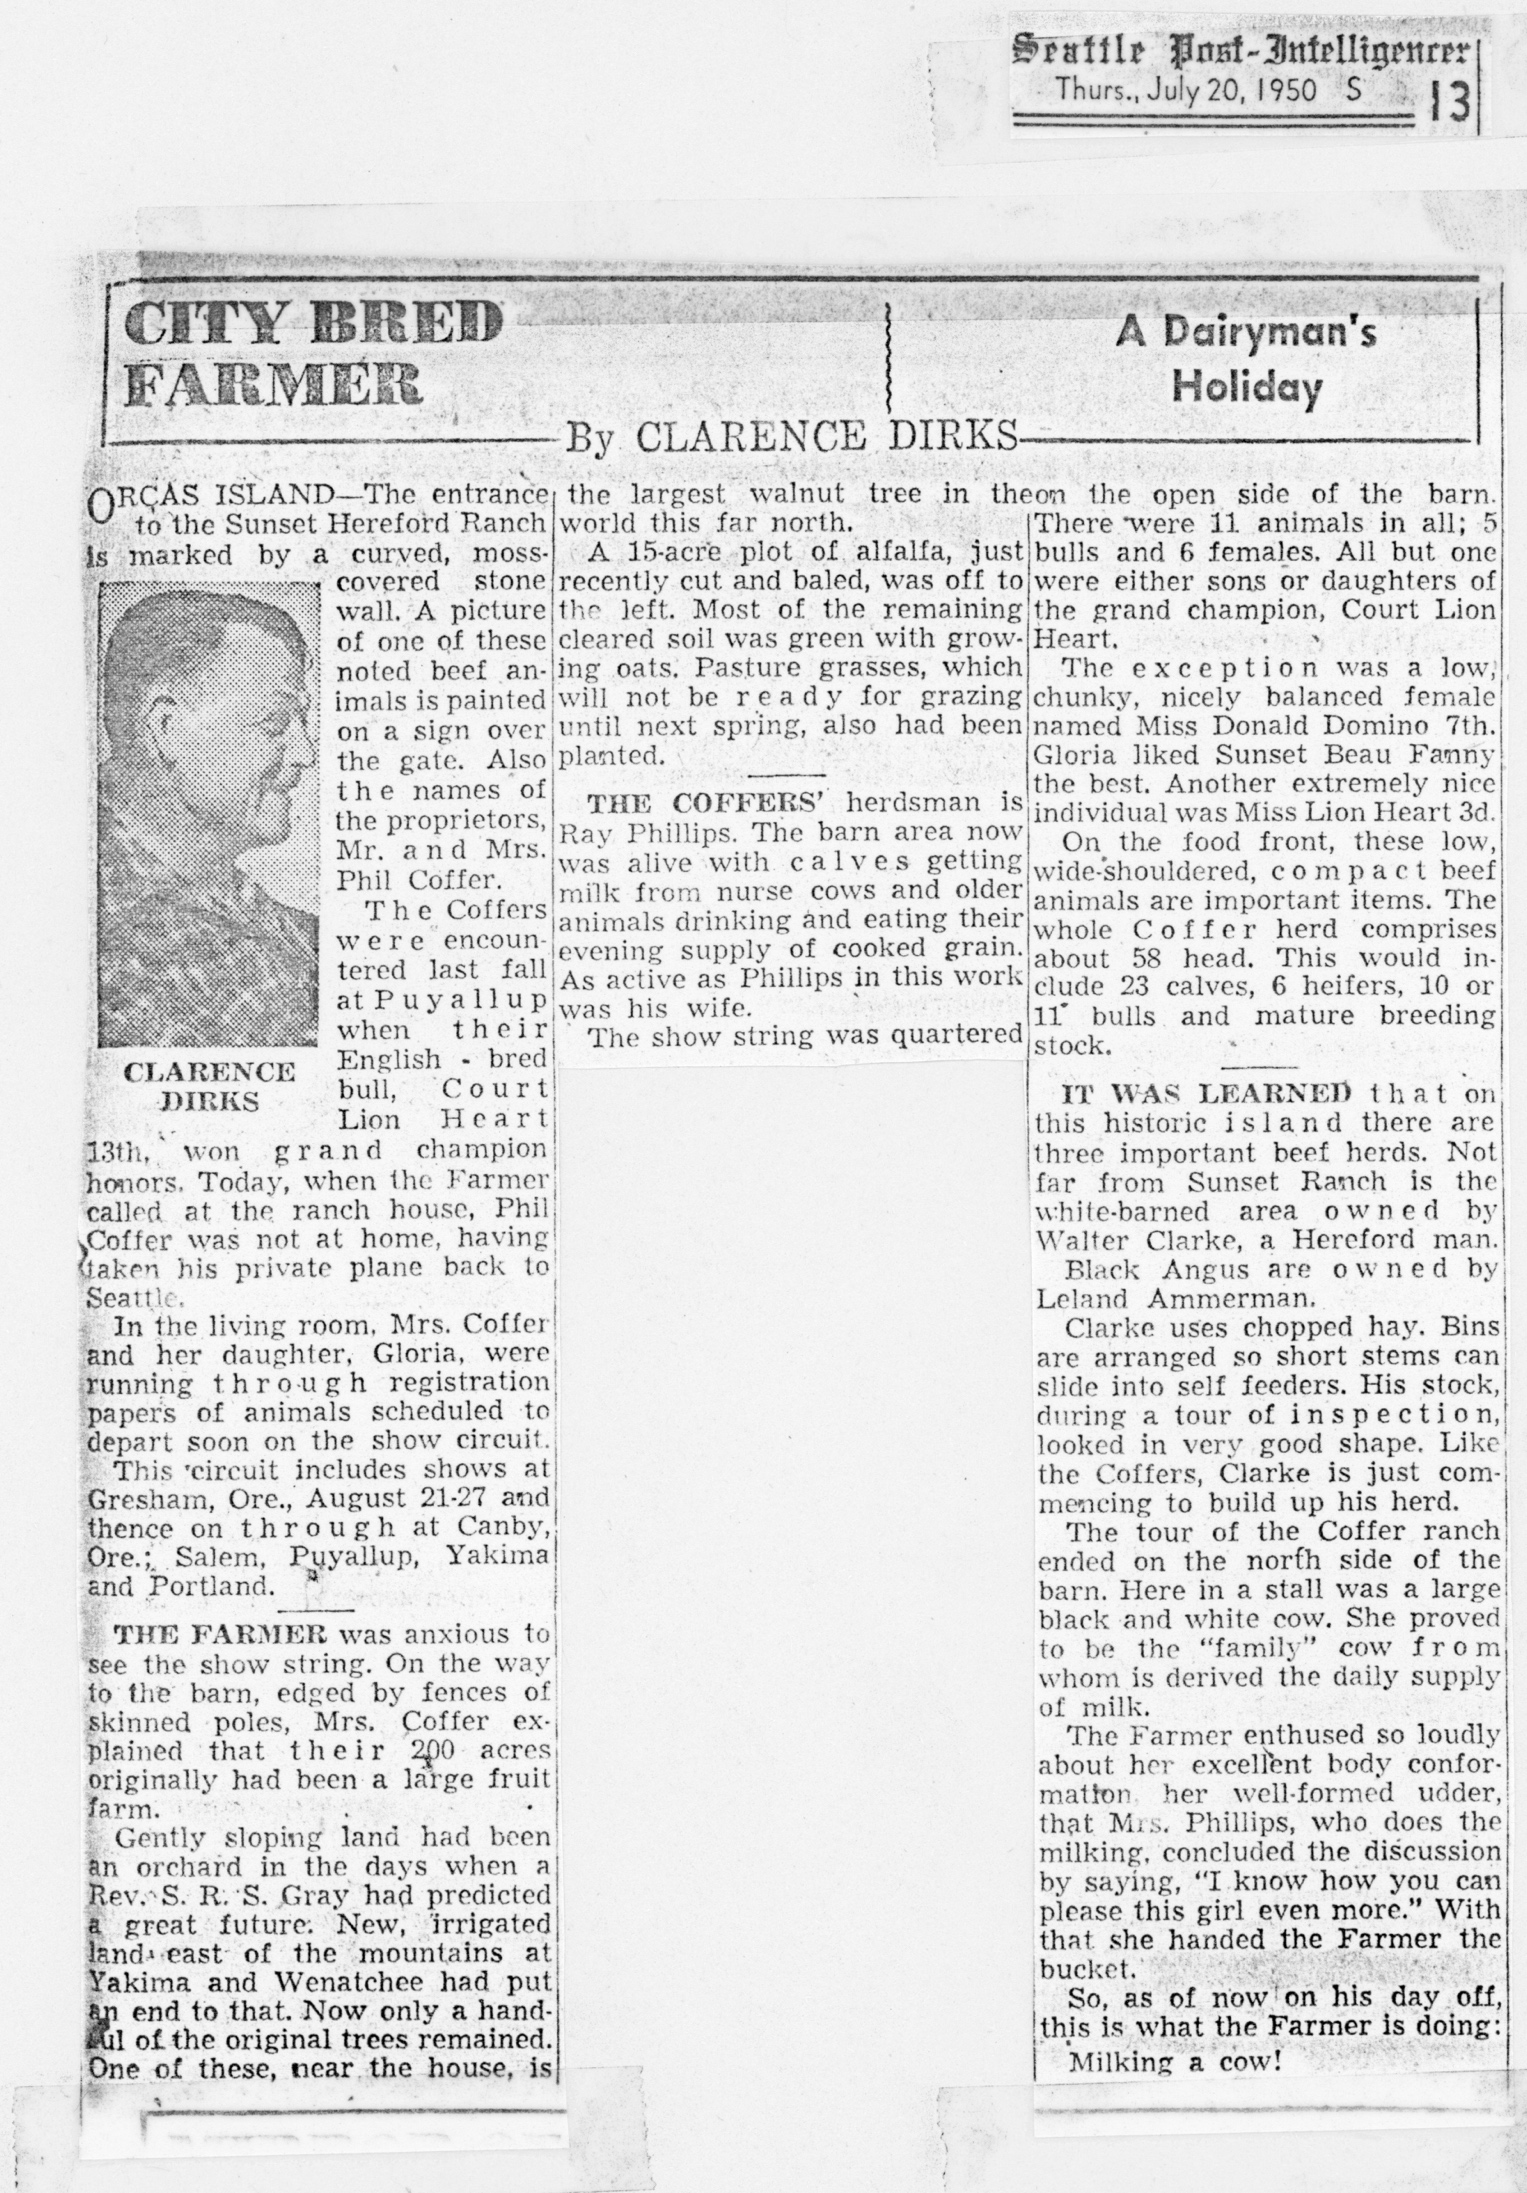 Seattle Post-Intelligencer
Thurs., July 20, 1950 S 13
CITY BRED
FARMER
A Dairyman's
Holiday
By CLARENCE DIRKS
ORCAS ISLAND—The entrance
to the Sunset Hereford Ranch
is marked by a curved, moss-
covered stone
wall. A picture
of one of these
noted beef an-
imals is painted
on a sign over
the gate. Also
the names of
the proprietors,
Mr. and Mrs.
Phil Coffer.
The Coffers
were encoun-
tered last fall
at Puyallup
when their
English - bred
bull, Court
Lion Heart
CLARENCE
DIRKS
13th, won grand champion
honors. Today, when the Farmer
called at the ranch house, Phil
Coffer was not at home, having
taken his private plane back to
Seattle.
In the living room, Mrs. Coffer
and her daughter, Gloria, were
running through registration
papers of animals scheduled to
depart soon on the show circuit.
This circuit includes shows at
Gresham, Ore., August 21-27 and
thence on through at Canby,
Ore.; Salem, Puyallup, Yakima
and Portland.
THE FARMER was anxious to
see the show string. On the way
to the barn, edged by fences of
skinned poles, Mrs. Coffer ex-
plained that their 200 acres
originally had been a large fruit
farm.
Gently sloping land had been
an orchard in the days when a
Rev. S. R. S. Gray had predicted
a great future. New, irrigated
land east of the mountains at
Yakima and Wenatchee had put
an end to that. Now only a hand-
ful of the original trees remained.
One of these, near the house, is
the largest walnut tree in the
world this far north.
A 15-acre plot of alfalfa, just
recently cut and baled, was off to
the left. Most of the remaining
cleared soil was green with grow-
ing oats. Pasture grasses, which
will not be ready for grazing
until next spring, also had been
planted.
THE COFFERS' herdsman is
Ray Phillips. The barn area now
was alive with calves getting
milk from nurse cows and older
animals drinking and eating their
evening supply of cooked grain.
As active as Phillips in this work
was his wife.
The show string was quartered
on the open side of the barn.
There were 11 animals in all; 5
bulls and 6 females. All but one
were either sons or daughters of
the grand champion, Court Lion
Heart.
The exception was a low,
chunky, nicely balanced female
named Miss Donald Domino 7th.
Gloria liked Sunset Beau Fanny
the best. Another extremely nice
individual was Miss Lion Heart 3d.
On the food front, these low,
wide-shouldered, compact beef
animals are important items. The
whole Coffer herd comprises
about 58 head. This would in-
clude 23 calves, 6 heifers, 10 or
11 bulls and mature breeding
stock.
IT WAS LEARNED that on
this historic island there are
three important beef herds. Not
far from Sunset Ranch is the
white-barned area owned by
Walter Clarke, a Hereford man.
Black Angus are owned by
Leland Ammerman.
Clarke uses chopped hay. Bins
are arranged so short stems can
slide into self feeders. His stock,
during a tour of inspection,
looked in very good shape. Like
the Coffers, Clarke is just com-
mencing to build up his herd.
The tour of the Coffer ranch
ended on the north side of the
barn. Here in a stall was a large
black and white cow. She proved
to be the "family" cow from
whom is derived the daily supply
of milk.
The Farmer enthused so loudly
about her excellent body confor-
mation, her well-formed udder,
that Mrs. Phillips, who does the
milking, concluded the discussion
by saying, "I know how you can
please this girl even more." With
that she handed the Farmer the
bucket.
So, as of now on his day off,
this is what the Farmer is doing:
Milking a cow!